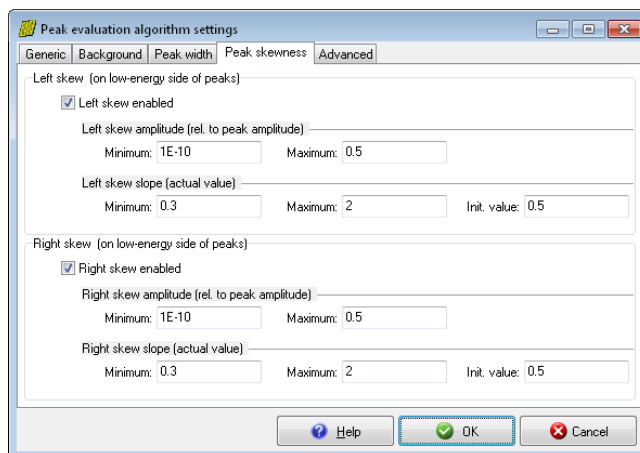 Peak evaluation algorithm settings
Generic Background Peak width Peak skewness Advanced
Left skew (on low-energy side of peaks)
Left skew enabled
Left skew amplitude (rel. to peak amplitude)
Minimum: 1E-10 Maximum: 0.5
Left skew slope (actual value)
Minimum: 0.3 Maximum: 2 Init. value: 0.5
Right skew (on low-energy side of peaks)
Right skew enabled
Right skew amplitude (rel. to peak amplitude)
Minimum: 1E-10 Maximum: 0.5
Right skew slope (actual value)
Minimum: 0.3 Maximum: 2 Init. value: 0.5
Help OK Cancel